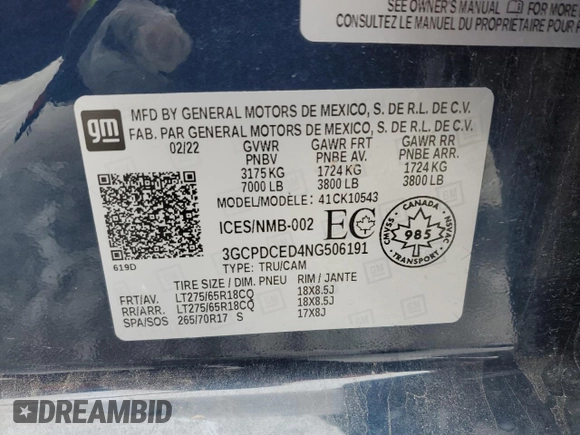 SEE OWNER'S MANUAL FOR MORE
CONSULTEZ LE MANUEL DU PROPRIETAIRE POUR P
gm
MFD BY GENERAL MOTORS DE MEXICO, S. DE R.L. DE C.V.
FAB. PAR GENERAL MOTORS DE MEXICO, S. DE R.L. DE C.V.
02/22 GVWR GAWR FRT GAWR RR
PNBV PNBE AV. PNBE ARR.
3175 KG 1724 KG 1724 KG
7000 LB 3800 LB 3800 LB
MODEL/MODÈLE: 41CK10543
ICES/NMB-002 EC
CANADA
985
TRANSPORT NSVAC
3GCPDCED4NG506191
619D
TYPE: TRU/CAM
TIRE SIZE / DIM. PNEU RIM / JANTE
FRT/AV. LT275/65R18CQ 18X8.5J
RR/ARR. LT275/65R18CQ 18X8.5J
SPA/SOS 265/70R17 S 17X8J
DREAMBID